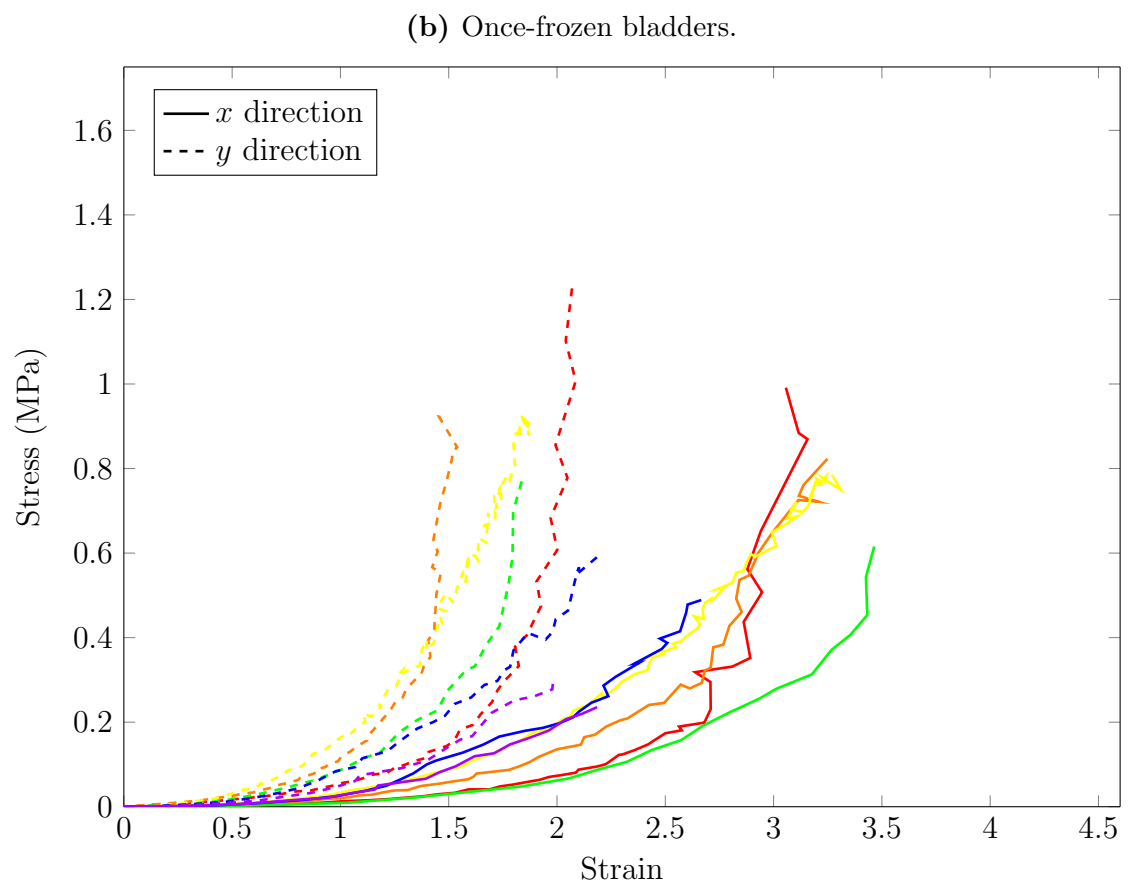 (b) Once-frozen bladders.
x direction
y direction
1.6
1.4
1.2
1
0.8
0.6
0.4
0.2
0
Stress (MPa)
0 0.5 1 1.5 2 2.5 3 3.5 4 4.5
Strain